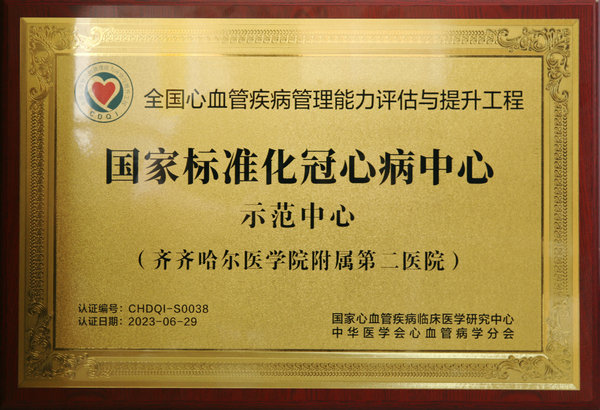 CDQI
全国心血管疾病管理能力评估与提升工程
国家标准化冠心病中心
示范中心
（齐齐哈尔医学院附属第二医院）
认证编号：CHDQI-S0038
认证日期：2023-06-29
国家心血管疾病临床医学研究中心
中华医学会心血管病学分会